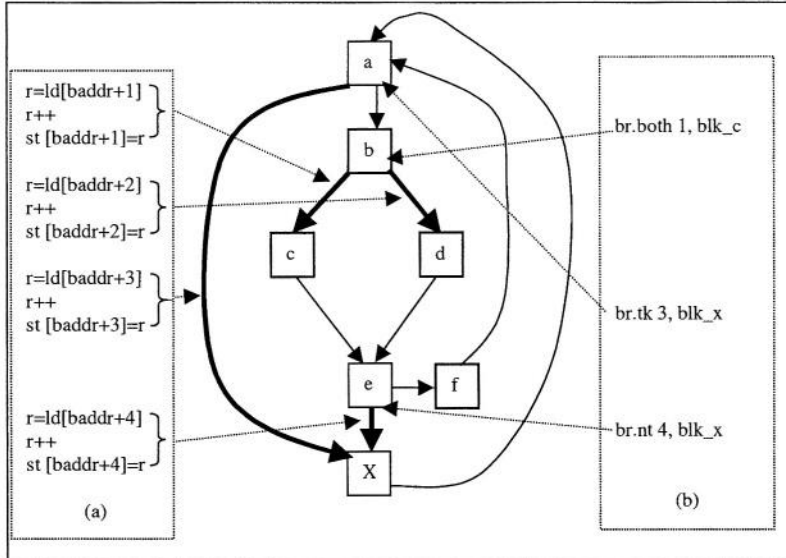 a
r=ld[baddr+1]
r++
st [baddr+1]=r
b
br.both 1, blk_c
r=ld[baddr+2]
r++
st [baddr+2]=r
c
d
r=ld[baddr+3]
r++
st [baddr+3]=r
br.tk 3, blk_x
e
f
r=ld[baddr+4]
r++
st [baddr+4]=r
br.nt 4, blk_x
X
(a)
(b)